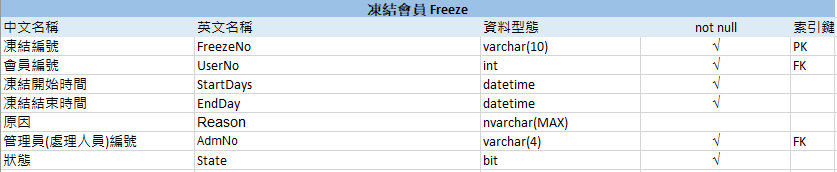 凍結會員 Freeze
中文名稱 英文名稱 資料型態 not null 索引鍵
凍結編號 FreezeNo varchar(10) √ PK
會員編號 UserNo int √ FK
凍結開始時間 StartDays datetime √
凍結結束時間 EndDay datetime √
原因 Reason nvarchar(MAX)
管理員(處理人員)編號 AdmNo varchar(4) √ FK
狀態 State bit √